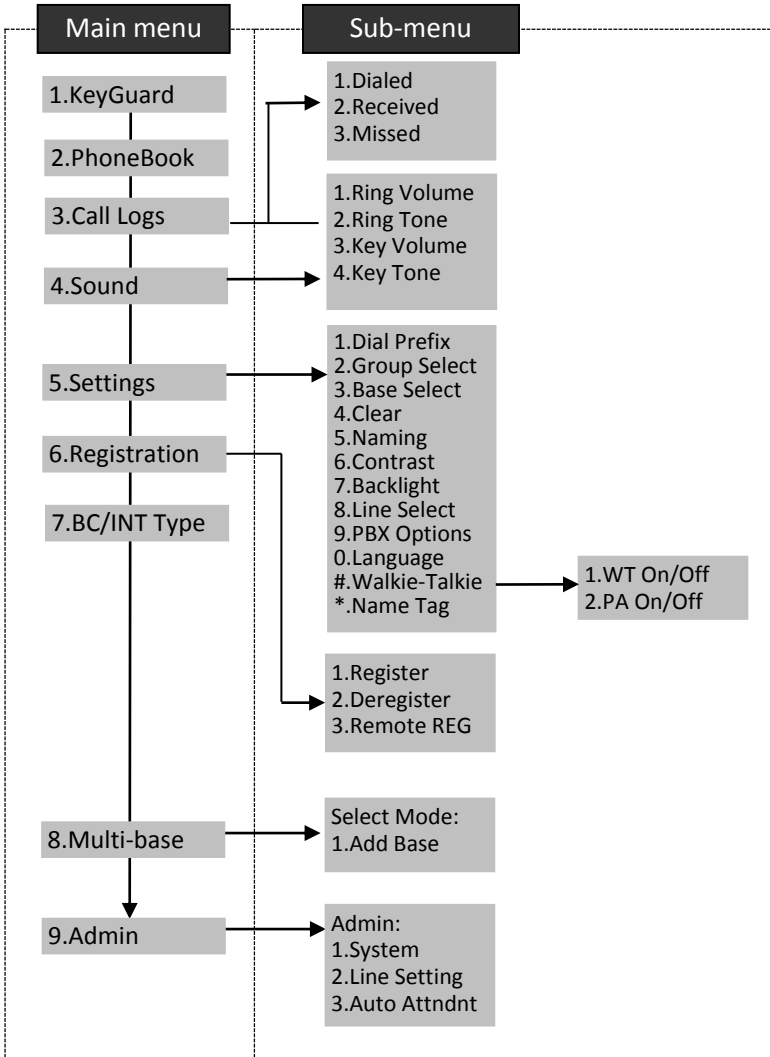 Main menu
Sub-menu
1.KeyGuard
2.PhoneBook
3.Call Logs
4.Sound
5.Settings
6.Registration
7.BC/INT Type
8.Multi-base
9.Admin
1.Dialed
2.Received
3.Missed
1.Ring Volume
2.Ring Tone
3.Key Volume
4.Key Tone
1.Dial Prefix
2.Group Select
3.Base Select
4.Clear
5.Naming
6.Contrast
7.Backlight
8.Line Select
9.PBX Options
0.Language
#.Walkie-Talkie
*.Name Tag
1.WT On/Off
2.PA On/Off
1.Register
2.Deregister
3.Remote REG
Select Mode:
1.Add Base
Admin:
1.System
2.Line Setting
3.Auto Attndnt